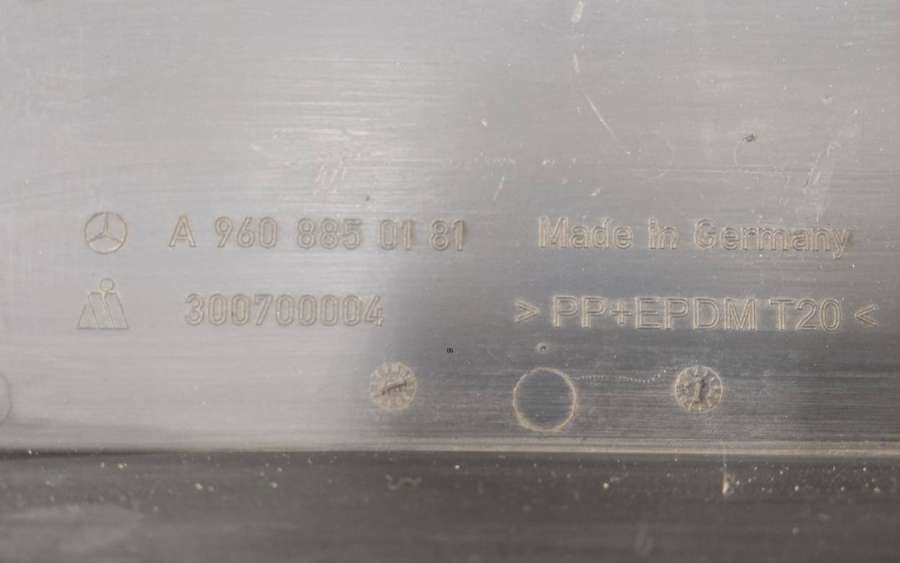 A 960 885 01 81 Made in Germany
300700004 > PP+EPDM T20 <